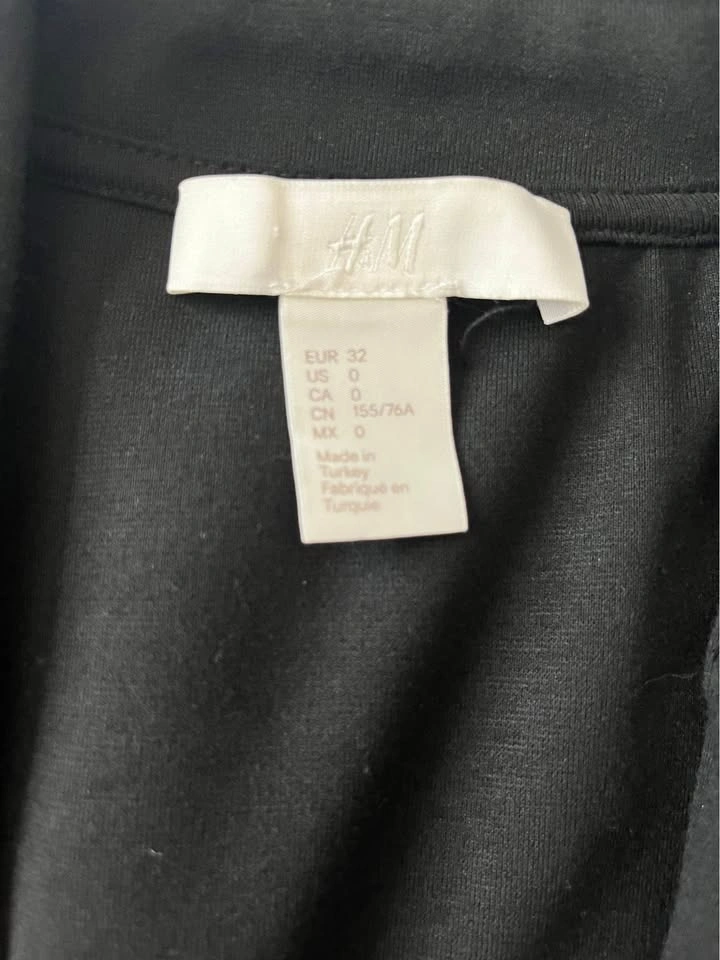 H&M
EUR 32
US 0
CA 0
CN 155/76A
MX 0
Made in
Turkey
Fabriqué en
Turquie